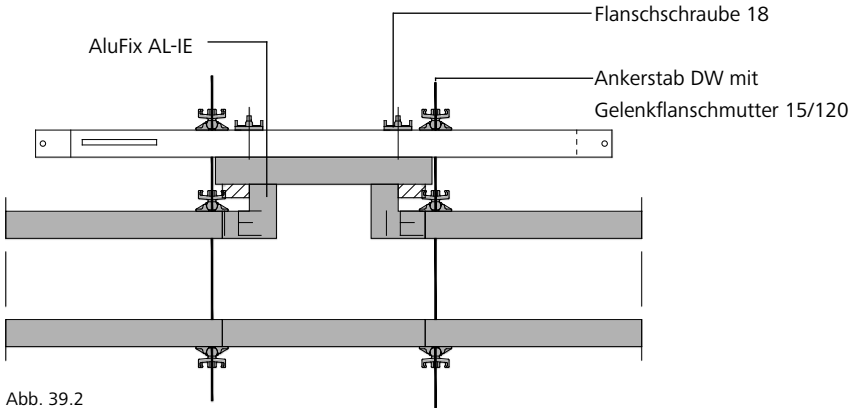 Flanschschraube 18
AluFix AL-IE
Ankerstab DW mit
Gelenkflanschmutter 15/120
Abb. 39.2